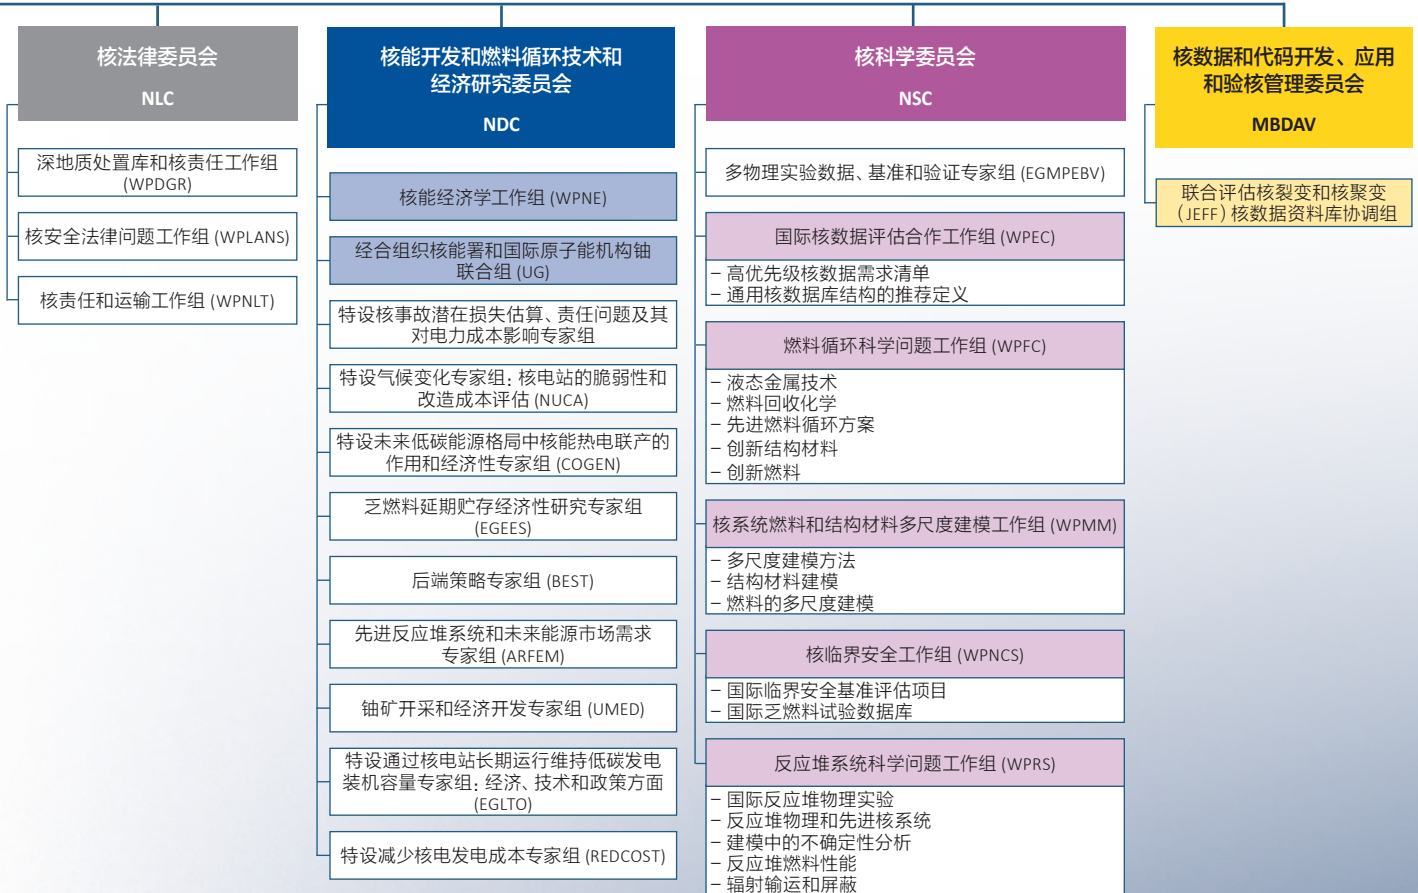 核法律委员会
NLC
深地质处置库和核责任工作组
(WPDGR)
核安全法律问题工作组 (WPLANS)
核责任和运输工作组 (WPNLT)
核能开发和燃料循环技术和
经济研究委员会
NDC
核能经济学工作组 (WPNE)
经合组织核能署和国际原子能机构铀
联合组 (UG)
特设核事故潜在损失估算、责任问题及其
对电力成本影响专家组
特设气候变化专家组：核电站的脆弱性和
改造成本评估 (NUCA)
特设未来低碳能源格局中核能热电联产的
作用和经济性专家组 (COGEN)
乏燃料延期贮存经济性研究专家组
(EGEES)
后端策略专家组 (BEST)
先进反应堆系统和未来能源市场需求
专家组 (ARFEM)
铀矿开采和经济开发专家组 (UMED)
特设通过核电站长期运行维持低碳发电
装机容量专家组：经济、技术和政策方面
(EGLTO)
特设减少核电发电成本专家组 (REDCOST)
核科学委员会
NSC
多物理实验数据、基准和验证专家组 (EGMPEBV)
国际核数据评估合作工作组 (WPEC)
– 高优先级核数据需求清单
– 通用核数据库结构的推荐定义
燃料循环科学问题工作组 (WPFC)
– 液态金属技术
– 燃料回收化学
– 先进燃料循环方案
– 创新结构材料
– 创新燃料
核系统燃料和结构材料多尺度建模工作组 (WPMM)
– 多尺度建模方法
– 结构材料建模
– 燃料的多尺度建模
核临界安全工作组 (WPNCS)
– 国际临界安全基准评估项目
– 国际乏燃料试验数据库
反应堆系统科学问题工作组 (WPRS)
– 国际反应堆物理实验
– 反应堆物理和先进核系统
– 建模中的不确定性分析
– 反应堆燃料性能
– 辐射输运和屏蔽
核数据和代码开发、应用
和验核管理委员会
MBDAV
联合评估核裂变和核聚变
（JEFF）核数据资料库协调组